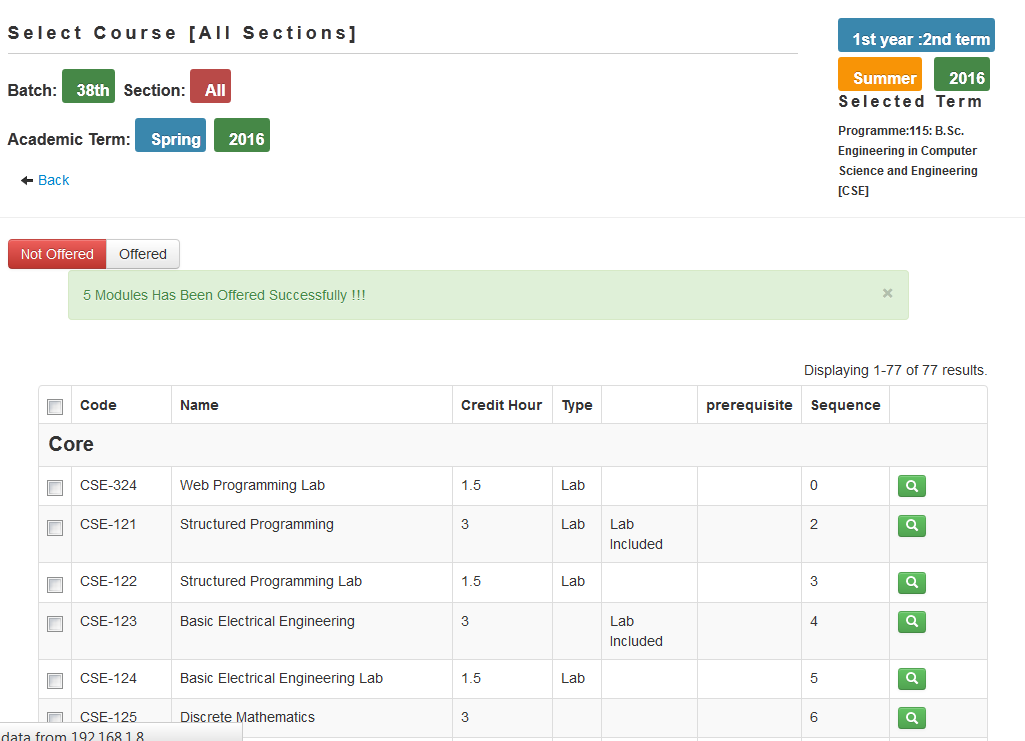 Select Course [All Sections]
Batch: 38th Section: All
Academic Term: Spring 2016
Back
1st year :2nd term
Summer 2016
Selected Term
Programme:115: B.Sc.
Engineering in Computer
Science and Engineering
[CSE]
Not Offered Offered
5 Modules Has Been Offered Successfully !!! ×
Displaying 1-77 of 77 results.
Code Name Credit Hour Type prerequisite Sequence
Core
CSE-324 Web Programming Lab 1.5 Lab 0
CSE-121 Structured Programming 3 Lab Lab 2
Included
CSE-122 Structured Programming Lab 1.5 Lab 3
CSE-123 Basic Electrical Engineering 3 Lab 4
Included
CSE-124 Basic Electrical Engineering Lab 1.5 Lab 5
CSE-125 Discrete Mathematics 3 6
data from 192.168.1.8